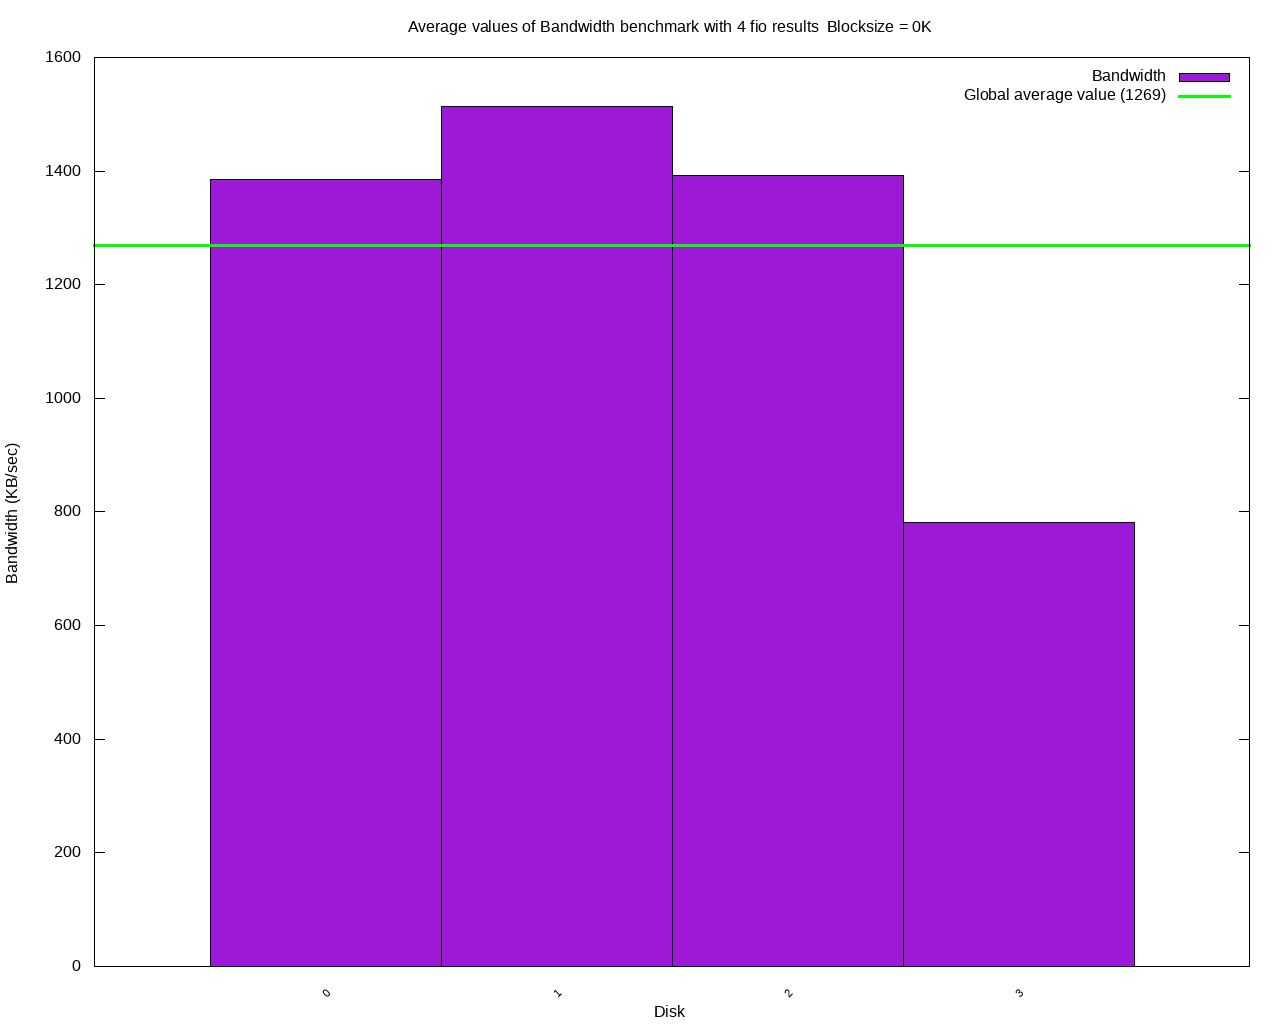 Average values of Bandwidth benchmark with 4 fio results  Blocksize = 0K
1600
Bandwidth
Global average value (1269)
1400
1200
1000
800
600
400
200
0
Bandwidth (KB/sec)
0
1
2
3
Disk